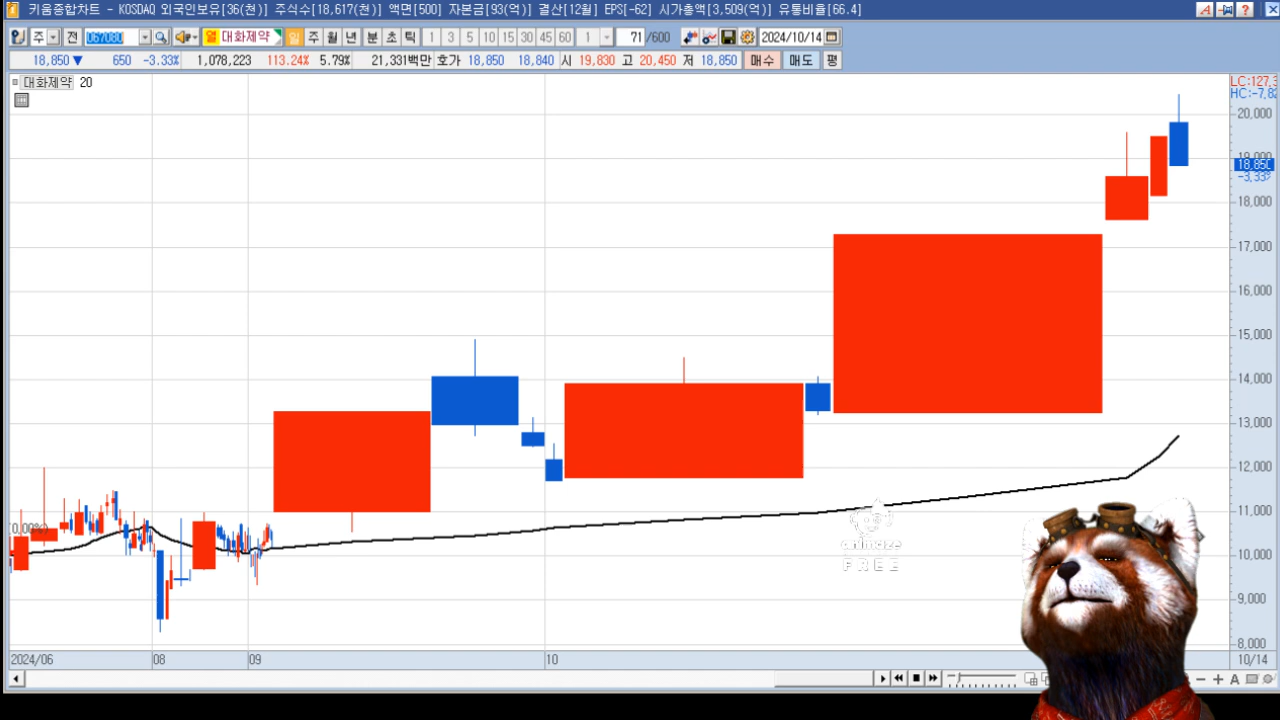 키움종합차트 - KOSDAQ 외국인보유[36(천)] 주식수[18,617(천)] 액면[500] 자본금[93(억)] 결산[12월] EPS[-62] 시가총액[3,509(억)] 유통비율[66.4]
주 전 067080 대화제약 일 주 월 년 분 초 틱 1 3 5 10 15 30 45 60 1 71 /600 2024/10/14
18,850▼ 650 -3.33% 1,078,223 113.24% 5.79% 21,331백만 호가 18,850 18,840 시 19,830 고 20,450 저 18,850 매수 매도 평
대화제약 20
LC:127,3
HC:-7,82
20,000
19,000
18,850
-3,33%
18,000
17,000
16,000
15,000
14,000
13,000
12,000
11,000
10,000
9,000
8,000
animaze
FREE
2024/06 08 09 10 10/14
A